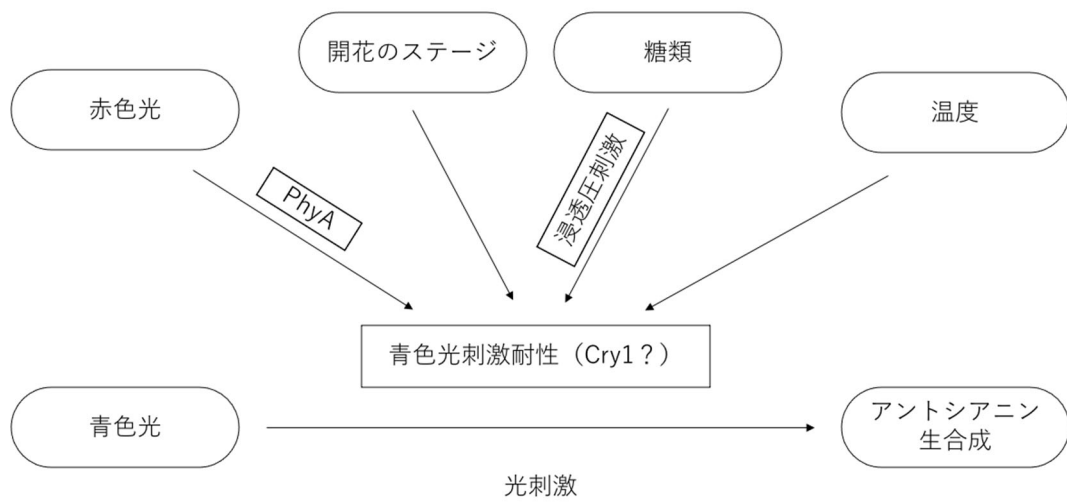 開花のステージ
糖類
赤色光
温度
PhyA
浸透圧刺激
青色光刺激耐性（Cry1？）
青色光
アントシアニン
生合成
光刺激